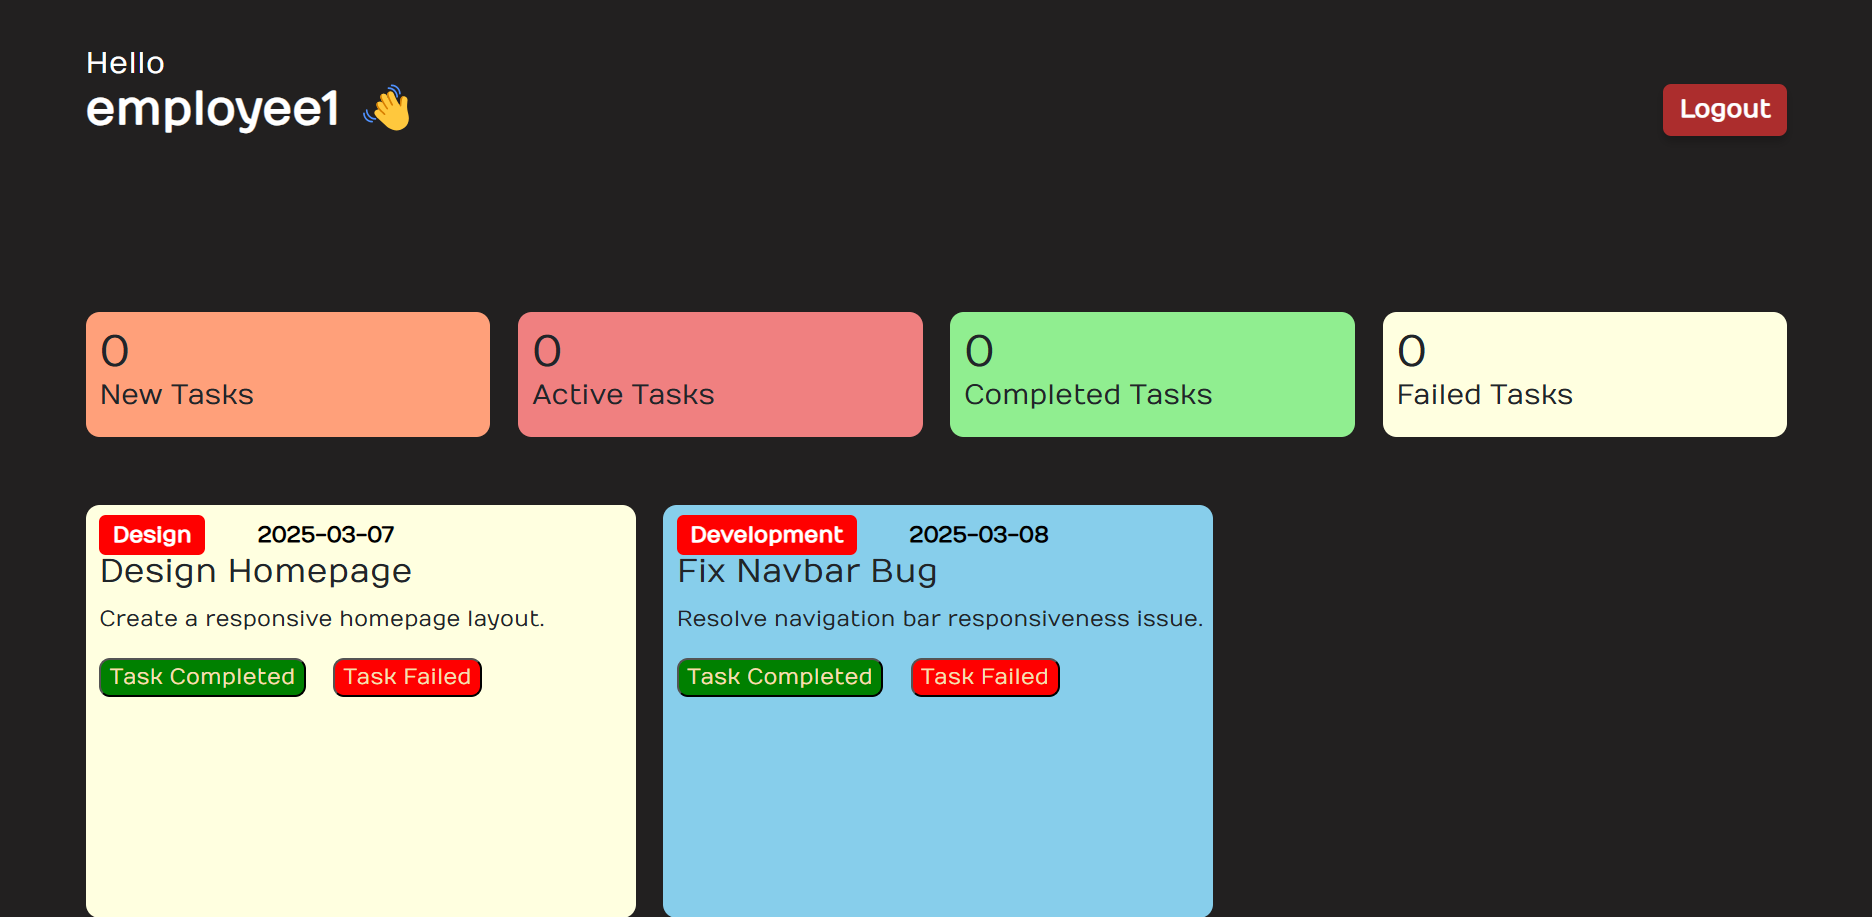 Hello
employee1 👋
Logout
0
New Tasks
0
Active Tasks
0
Completed Tasks
0
Failed Tasks
Design 2025-03-07
Design Homepage
Create a responsive homepage layout.
Task Completed Task Failed
Development 2025-03-08
Fix Navbar Bug
Resolve navigation bar responsiveness issue.
Task Completed Task Failed